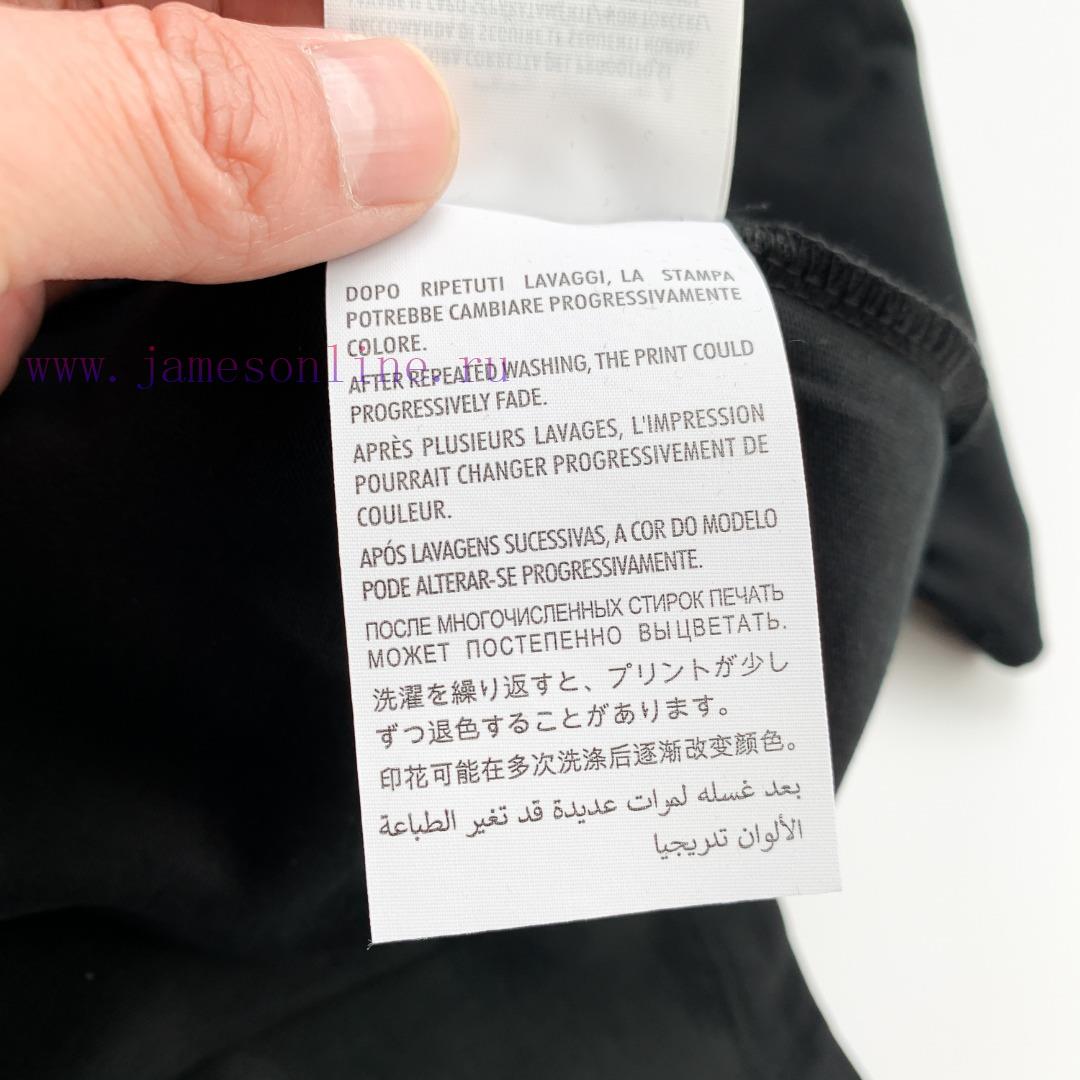 DOPO RIPETUTI LAVAGGI, LA STAMPA
POTREBBE CAMBIARE PROGRESSIVAMENTE
COLORE.
www.jamesonline.ru
AFTER REPEATED WASHING, THE PRINT COULD
PROGRESSIVELY FADE.
APRÈS PLUSIEURS LAVAGES, L'IMPRESSION
POURRAIT CHANGER PROGRESSIVEMENT DE
COULEUR.
APÓS LAVAGENS SUCESSIVAS, A COR DO MODELO
PODE ALTERAR-SE PROGRESSIVAMENTE.
ПОСЛЕ МНОГОЧИСЛЕННЫХ СТИРОК ПЕЧАТЬ
МОЖЕТ ПОСТЕПЕННО ВЫЦВЕТАТЬ.
洗濯を繰り返すと、プリントが少し
ずつ退色することがあります。
印花可能在多次洗涤后逐渐改变颜色。
بعد غسله لمرات عديدة قد تغير الطباعة
الألوان تدريجيا